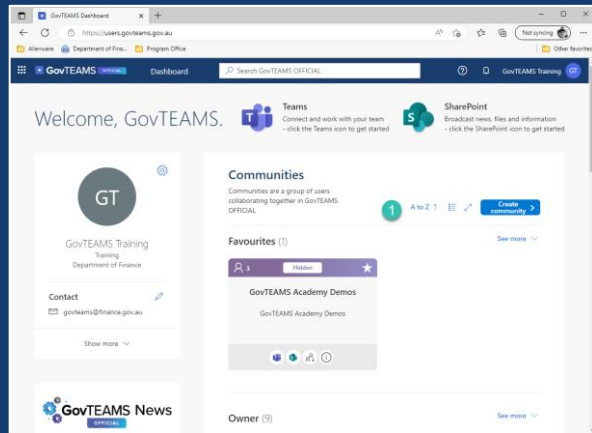 GovTEAMS Dashboard
https://users.govteams.gov.au
Not syncing
Alienware
Department of Fina...
Program Office
Other favorites
GovTEAMS OFFICIAL
Dashboard
Search GovTEAMS OFFICIAL
GovTEAMS Training
GT
Welcome, GovTEAMS.
Teams
Connect and work with your team
- click the Teams icon to get started
SharePoint
Broadcast news, files and information
- click the SharePoint icon to get started
GT
GovTEAMS Training
Training
Department of Finance
Contact
govteams@finance.gov.au
Show more
GovTEAMS News
OFFICIAL
Communities
Communities are a group of users
collaborating together in GovTEAMS
OFFICIAL
1
A to Z
Create
community
Favourites (1)
See more
1
Hidden
GovTEAMS Academy Demos
GovTEAMS Academy Demos
Owner (9)
See more